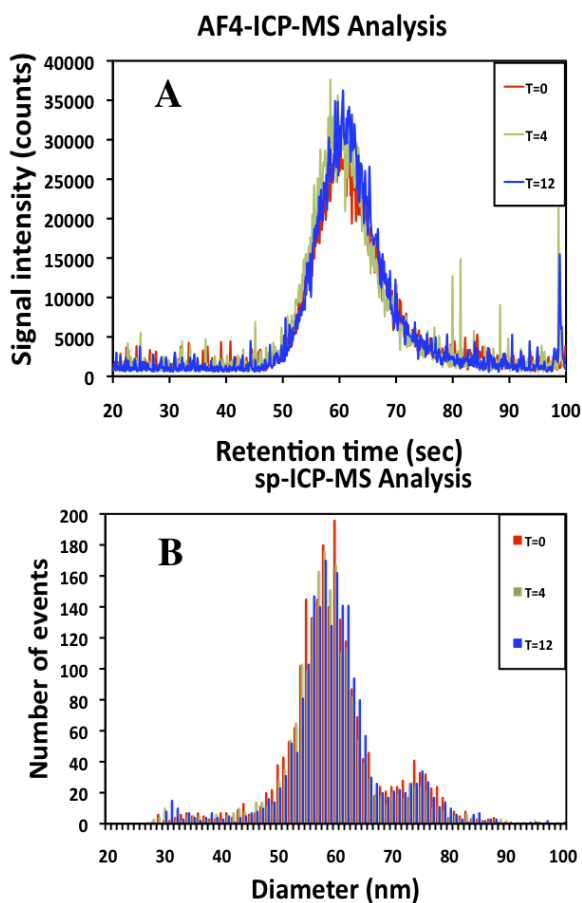 AF4-ICP-MS Analysis
A
T=0
T=4
T=12
Signal intensity (counts)
40000
35000
30000
25000
20000
15000
10000
5000
0
20 30 40 50 60 70 80 90 100
Retention time (sec)
sp-ICP-MS Analysis
B
T=0
T=4
T=12
Number of events
200
180
160
140
120
100
80
60
40
20
0
20 30 40 50 60 70 80 90 100
Diameter (nm)